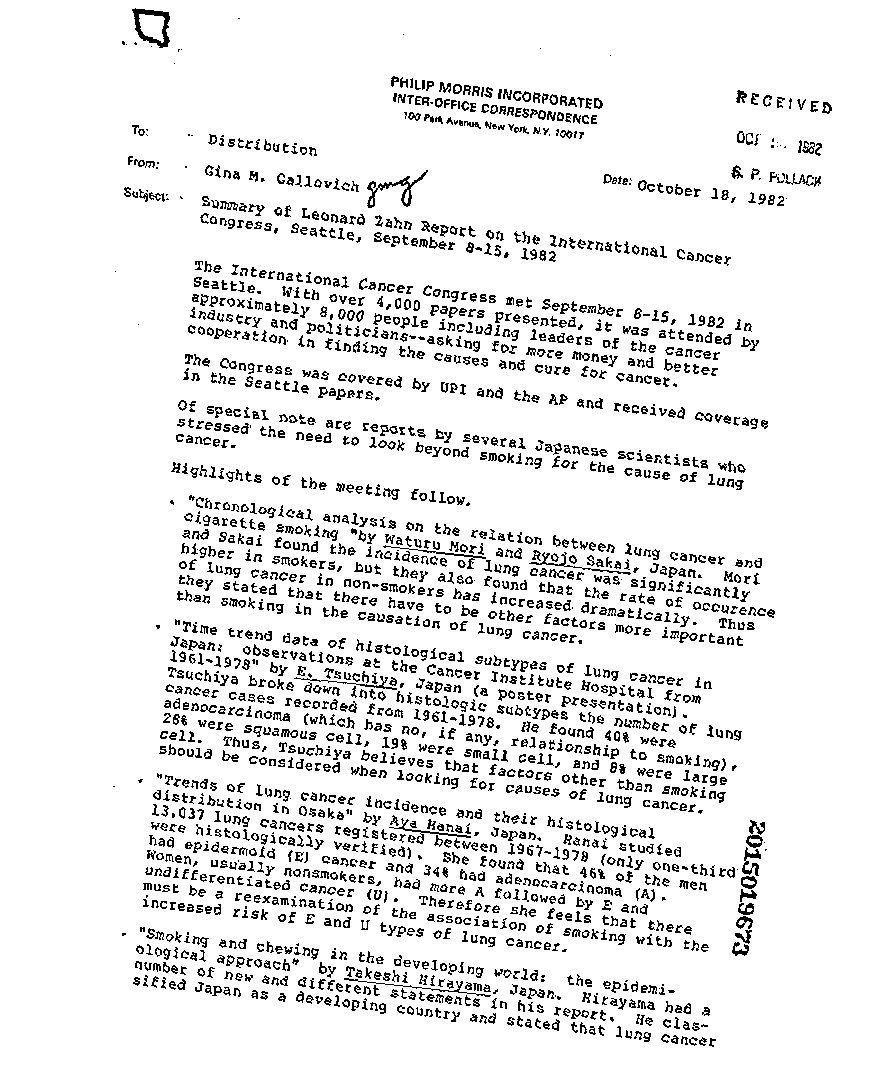 PHILIP MORRIS INCORPORATED
INTER-OFFICE CORRESPONDENCE
100 Park Avenue, New York, N.Y. 10017
RECEIVED
OCT 1982
S. P. POLLACK
To: Distribution
From: Gina M. Gallovich gmg
Date: October 18, 1982
Subject: Summary of Leonard Zahn Report on the International Cancer
Congress, Seattle, September 8-15, 1982
The International Cancer Congress met September 8-15, 1982 in
Seattle. With over 4,000 papers presented, it was attended by
approximately 8,000 people including leaders of the cancer
industry and politicians--asking for more money and better
cooperation in finding the causes and cure for cancer.
The Congress was covered by UPI and the AP and received coverage
in the Seattle papers.
Of special note are reports by several Japanese scientists who
stressed the need to look beyond smoking for the cause of lung
cancer.
Highlights of the meeting follow.
• "Chronological analysis on the relation between lung cancer and
cigarette smoking "by Waturu Mori and Ryojo Sakai, Japan. Mori
and Sakai found the incidence of lung cancer was significantly
higher in smokers, but they also found that the rate of occurence
of lung cancer in non-smokers has increased dramatically. Thus
they stated that there have to be other factors more important
than smoking in the causation of lung cancer.
• "Time trend data of histological subtypes of lung cancer in
Japan: observations at the Cancer Institute Hospital from
1961-1978" by E. Tsuchiya, Japan (a poster presentation).
Tsuchiya broke down into histologic subtypes the number of lung
cancer cases recorded from 1961-1978. He found 40% were
adenocarcinoma (which has no, if any, relationship to smoking),
26% were squamous cell, 19% were small cell, and 8% were large
cell. Thus, Tsuchiya believes that factors other than smoking
should be considered when looking for causes of lung cancer.
• "Trends of lung cancer incidence and their histological
distribution in Osaka" by Aya Hanai, Japan. Hanai studied
13,037 lung cancers registered between 1967-1978 (only one-third
were histologically verified). She found that 46% of the men
had epidermoid (E) cancer and 34% had adenocarcinoma (A).
Women, usually nonsmokers, had more A followed by E and
undifferentiated cancer (U). Therefore she feels that there
must be a reexamination of the association of smoking with the
increased risk of E and U types of lung cancer.
• "Smoking and chewing in the developing world: the epidemi-
ological approach" by Takeshi Hirayama, Japan. Hirayama had a
number of new and different statements in his report. He clas-
sified Japan as a developing country and stated that lung cancer
2015019673